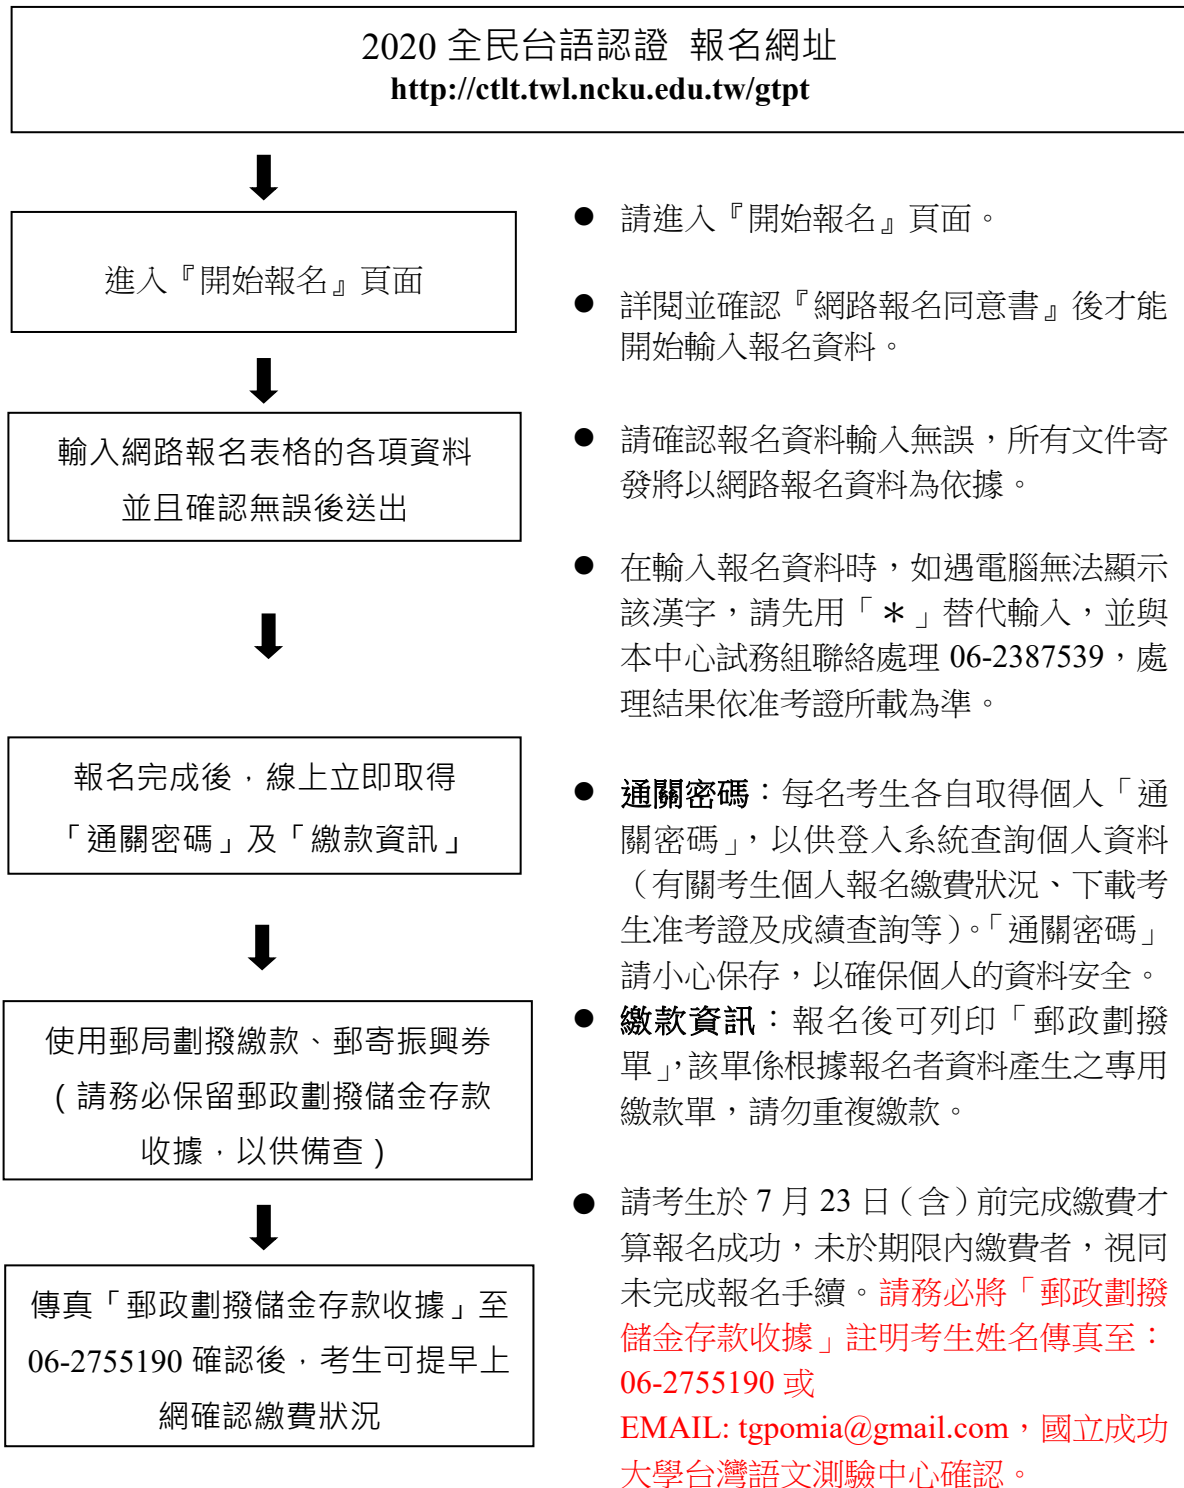 2020 全民台語認證 報名網址
http://ctlt.twl.ncku.edu.tw/gtpt
進入『開始報名』頁面
輸入網路報名表格的各項資料
並且確認無誤後送出
報名完成後，線上立即取得
「通關密碼」及「繳款資訊」
使用郵局劃撥繳款、郵寄振興券
（請務必保留郵政劃撥儲金存款
收據，以供備查）
傳真「郵政劃撥儲金存款收據」至
06-2755190 確認後，考生可提早上
網確認繳費狀況
● 請進入『開始報名』頁面。
● 詳閱並確認『網路報名同意書』後才能
開始輸入報名資料。
● 請確認報名資料輸入無誤，所有文件寄
發將以網路報名資料為依據。
● 在輸入報名資料時，如遇電腦無法顯示
該漢字，請先用「＊」替代輸入，並與
本中心試務組聯絡處理 06-2387539，處
理結果依准考證所載為準。
● 通關密碼：每名考生各自取得個人「通
關密碼」，以供登入系統查詢個人資料
（有關考生個人報名繳費狀況、下載考
生准考證及成績查詢等）。「通關密碼」
請小心保存，以確保個人的資料安全。
● 繳款資訊：報名後可列印「郵政劃撥
單」，該單係根據報名者資料產生之專用
繳款單，請勿重複繳款。
● 請考生於 7 月 23 日（含）前完成繳費才
算報名成功，未於期限內繳費者，視同
未完成報名手續。請務必將「郵政劃撥
儲金存款收據」註明考生姓名傳真至：
06-2755190 或
EMAIL: tgpomia@gmail.com，國立成功
大學台灣語文測驗中心確認。